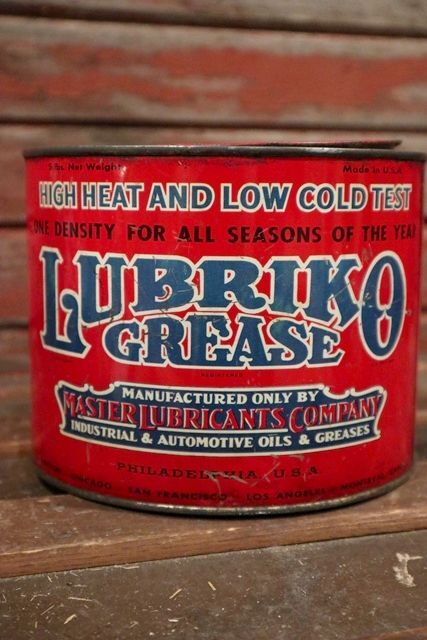 5 lbs. Net Weight Made in U.S.A.
HIGH HEAT AND LOW COLD TEST
ONE DENSITY FOR ALL SEASONS OF THE YEAR
LUBRIKO
GREASE
REGISTERED
MANUFACTURED ONLY BY
MASTER LUBRICANTS COMPANY
INDUSTRIAL & AUTOMOTIVE OILS & GREASES
PHILADELPHIA, U.S.A.
CHICAGO
SAN FRANCISCO - LOS ANGELES - MONTREAL